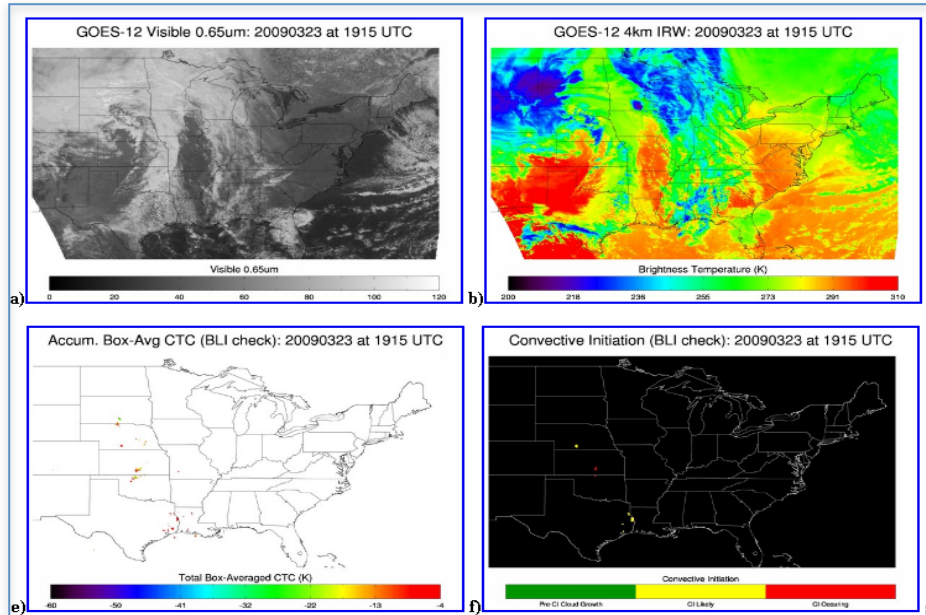 GOES-12 Visible 0.65um: 20090323 at 1915 UTC
Visible 0.65um
a) 0 20 40 60 80 100 120
GOES-12 4km IRW: 20090323 at 1915 UTC
Brightness Temperature (K)
b) 200 218 236 255 273 291 310
Accum. Box-Avg CTC (BLI check): 20090323 at 1915 UTC
Total Box-Averaged CTC (K)
e) -60 -50 -41 -32 -22 -13 -4
Convective Initiation (BLI check): 20090323 at 1915 UTC
Convective Initiation
f) Pre CI Cloud Growth CI Likely CI Occuring